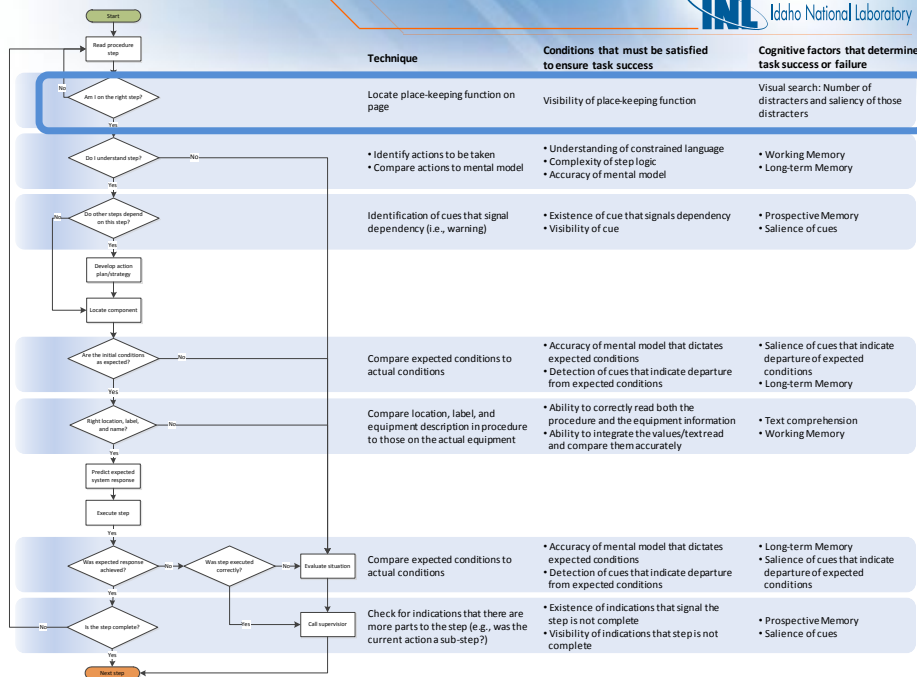 INL Idaho National Laboratory
Start
Read procedure
step
Technique
Conditions that must be satisfied
to ensure task success
Cognitive factors that determine
task success or failure
No
Am I on the right step?
Yes
Locate place-keeping function on
page
Visibility of place-keeping function
Visual search: Number of
distracters and saliency of those
distracters
Do I understand step?
No
Yes
• Identify actions to be taken
• Compare actions to mental model
• Understanding of constrained language
• Complexity of step logic
• Accuracy of mental model
• Working Memory
• Long-term Memory
No
Do other steps depend
on this step?
Yes
Identification of cues that signal
dependency (i.e., warning)
• Existence of cue that signals dependency
• Visibility of cue
• Prospective Memory
• Salience of cues
Develop action
plan/strategy
Locate component
Are the initial conditions
as expected?
No
Yes
Compare expected conditions to
actual conditions
• Accuracy of mental model that dictates
expected conditions
• Detection of cues that indicate departure
from expected conditions
• Salience of cues that indicate
departure of expected
conditions
• Long-term Memory
Right location, label,
and name?
No
Yes
Compare location, label, and
equipment description in procedure
to those on the actual equipment
• Ability to correctly read both the
procedure and the equipment information
• Ability to integrate the values/text read
and compare them accurately
• Text comprehension
• Working Memory
Predict expected
system response
Execute step
Yes
Was expected response
achieved?
No
Was step executed
correctly?
No
Evaluate situation
Yes
Yes
Compare expected conditions to
actual conditions
• Accuracy of mental model that dictates
expected conditions
• Detection of cues that indicate departure
from expected conditions
• Long-term Memory
• Salience of cues that indicate
departure of expected
conditions
No
Is the step complete?
Yes
Call supervisor
Check for indications that there are
more parts to the step (e.g., was the
current action a sub-step?)
• Existence of indications that signal the
step is not complete
• Visibility of indications that step is not
complete
• Prospective Memory
• Salience of cues
Next step